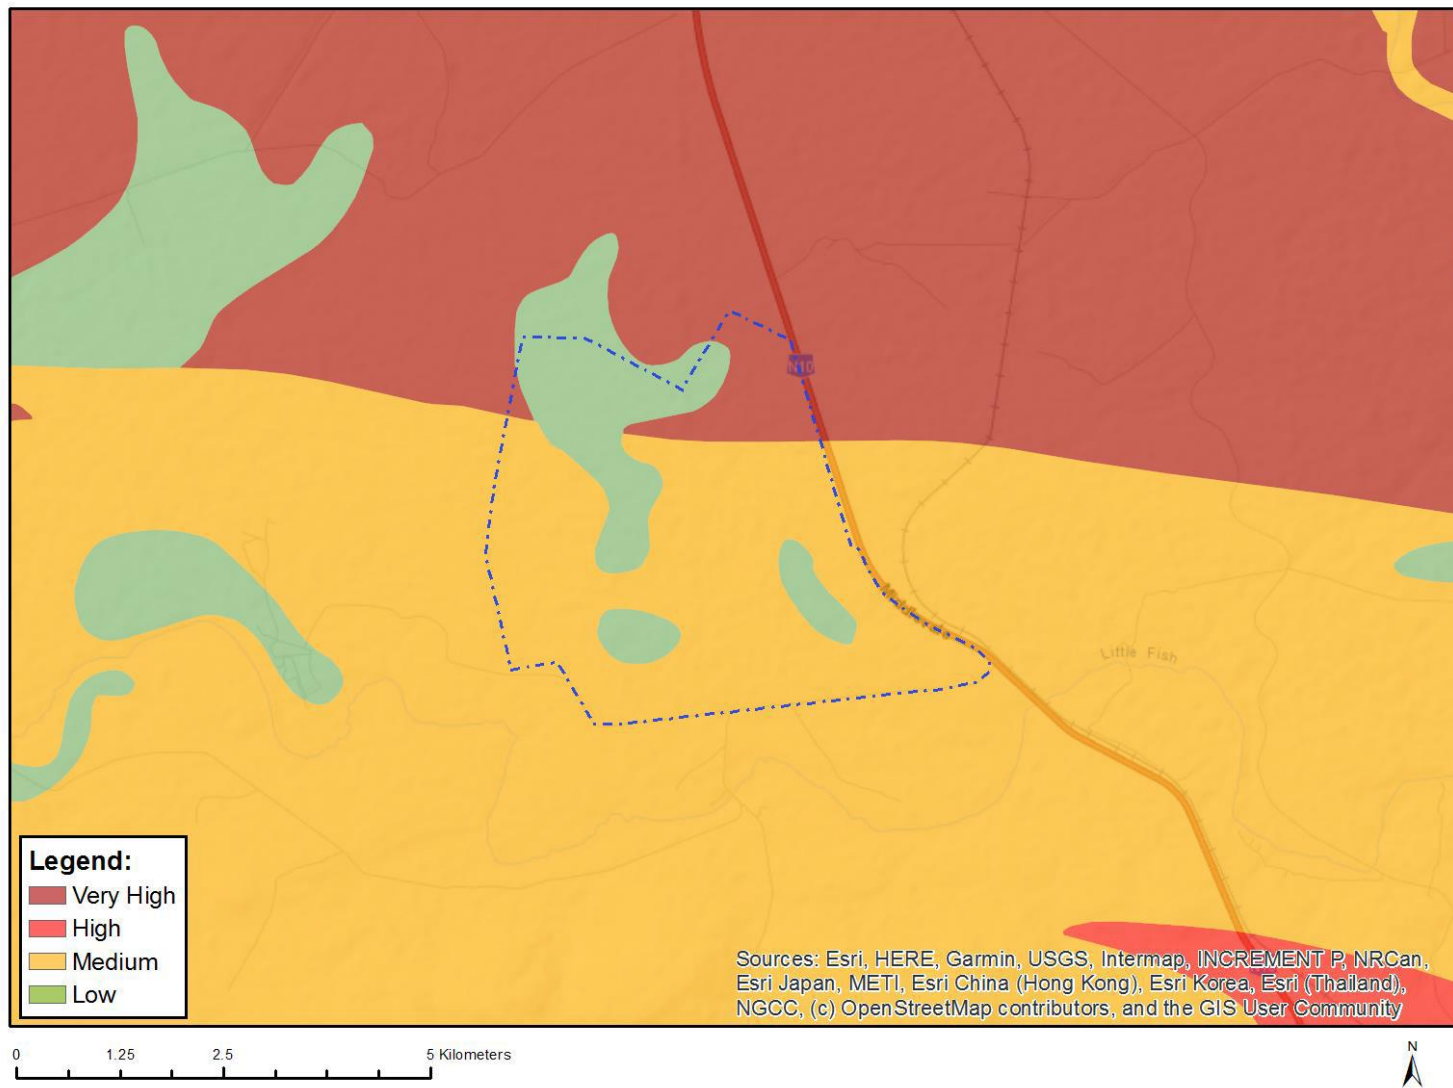 N10
Little Fish
Legend:
Very High
High
Medium
Low
Sources: Esri, HERE, Garmin, USGS, Intermap, INCREMENT P, NRCan,
Esri Japan, METI, Esri China (Hong Kong), Esri Korea, Esri (Thailand),
NGCC, (c) OpenStreetMap contributors, and the GIS User Community
0 1.25 2.5 5 Kilometers
N